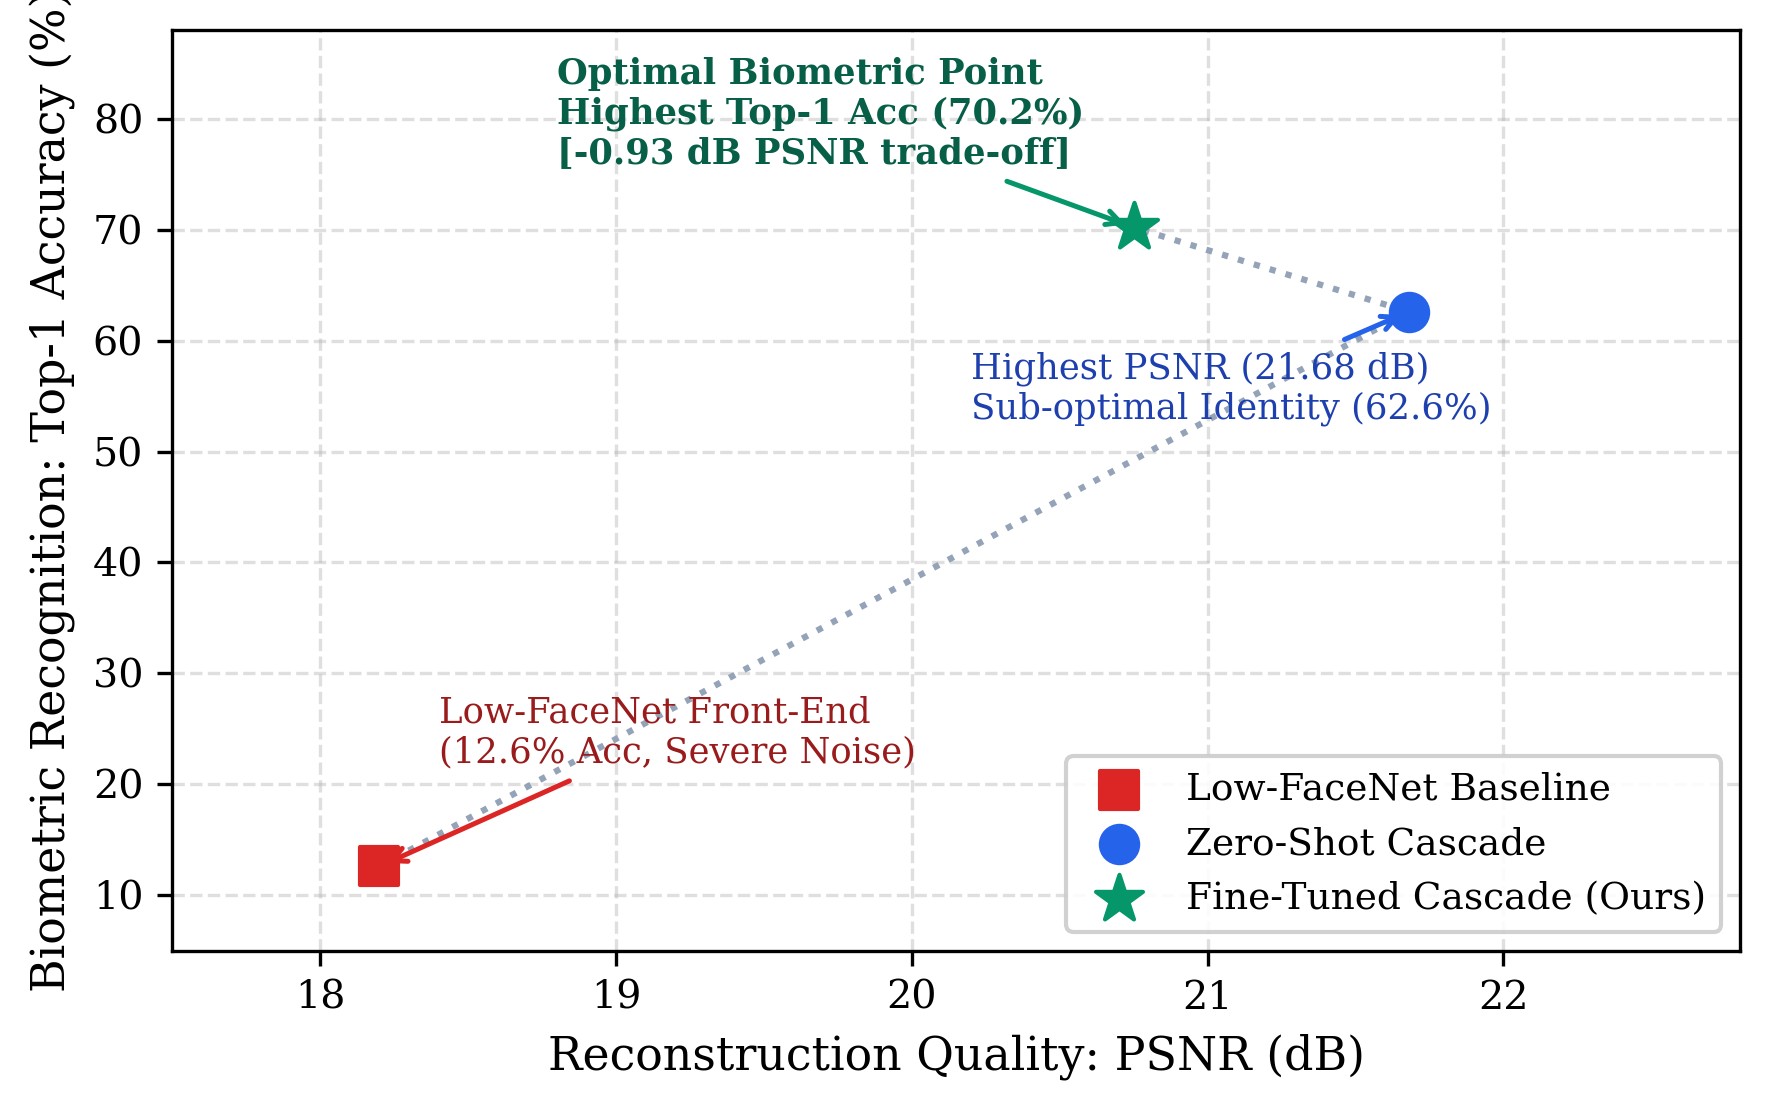 Biometric Recognition: Top-1 Accuracy (%)
80
70
60
50
40
30
20
10
Optimal Biometric Point
Highest Top-1 Acc (70.2%)
[-0.93 dB PSNR trade-off]
Highest PSNR (21.68 dB)
Sub-optimal Identity (62.6%)
Low-FaceNet Front-End
(12.6% Acc, Severe Noise)
Low-FaceNet Baseline
Zero-Shot Cascade
Fine-Tuned Cascade (Ours)
18
19
20
21
22
Reconstruction Quality: PSNR (dB)